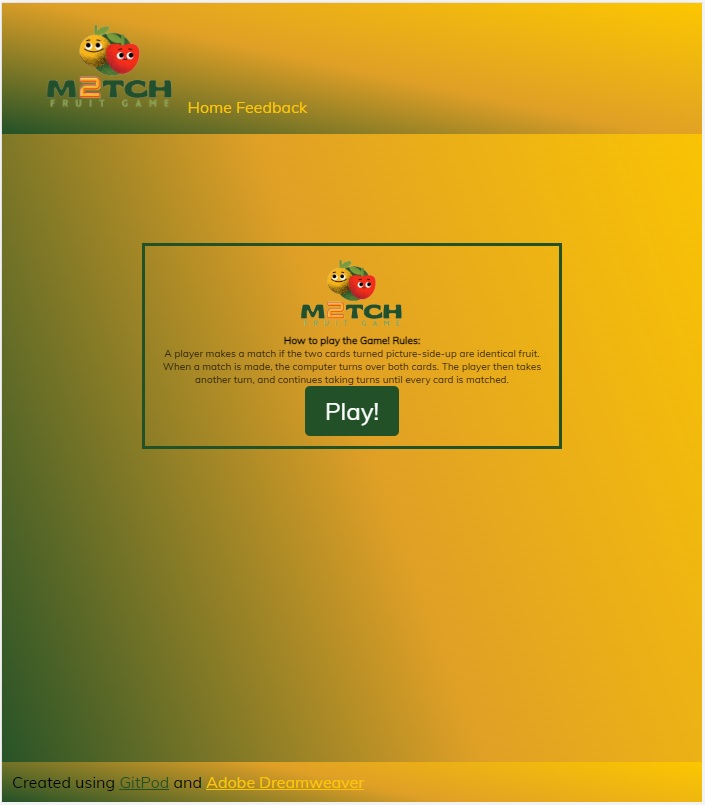 M2TCH
FRUIT GAME
Home Feedback
M2TCH
FRUIT GAME
How to play the Game! Rules:
A player makes a match if the two cards turned picture-side-up are identical fruit.
When a match is made, the computer turns over both cards. The player then takes
another turn, and continues taking turns until every card is matched.
Play!
Created using GitPod and Adobe Dreamweaver